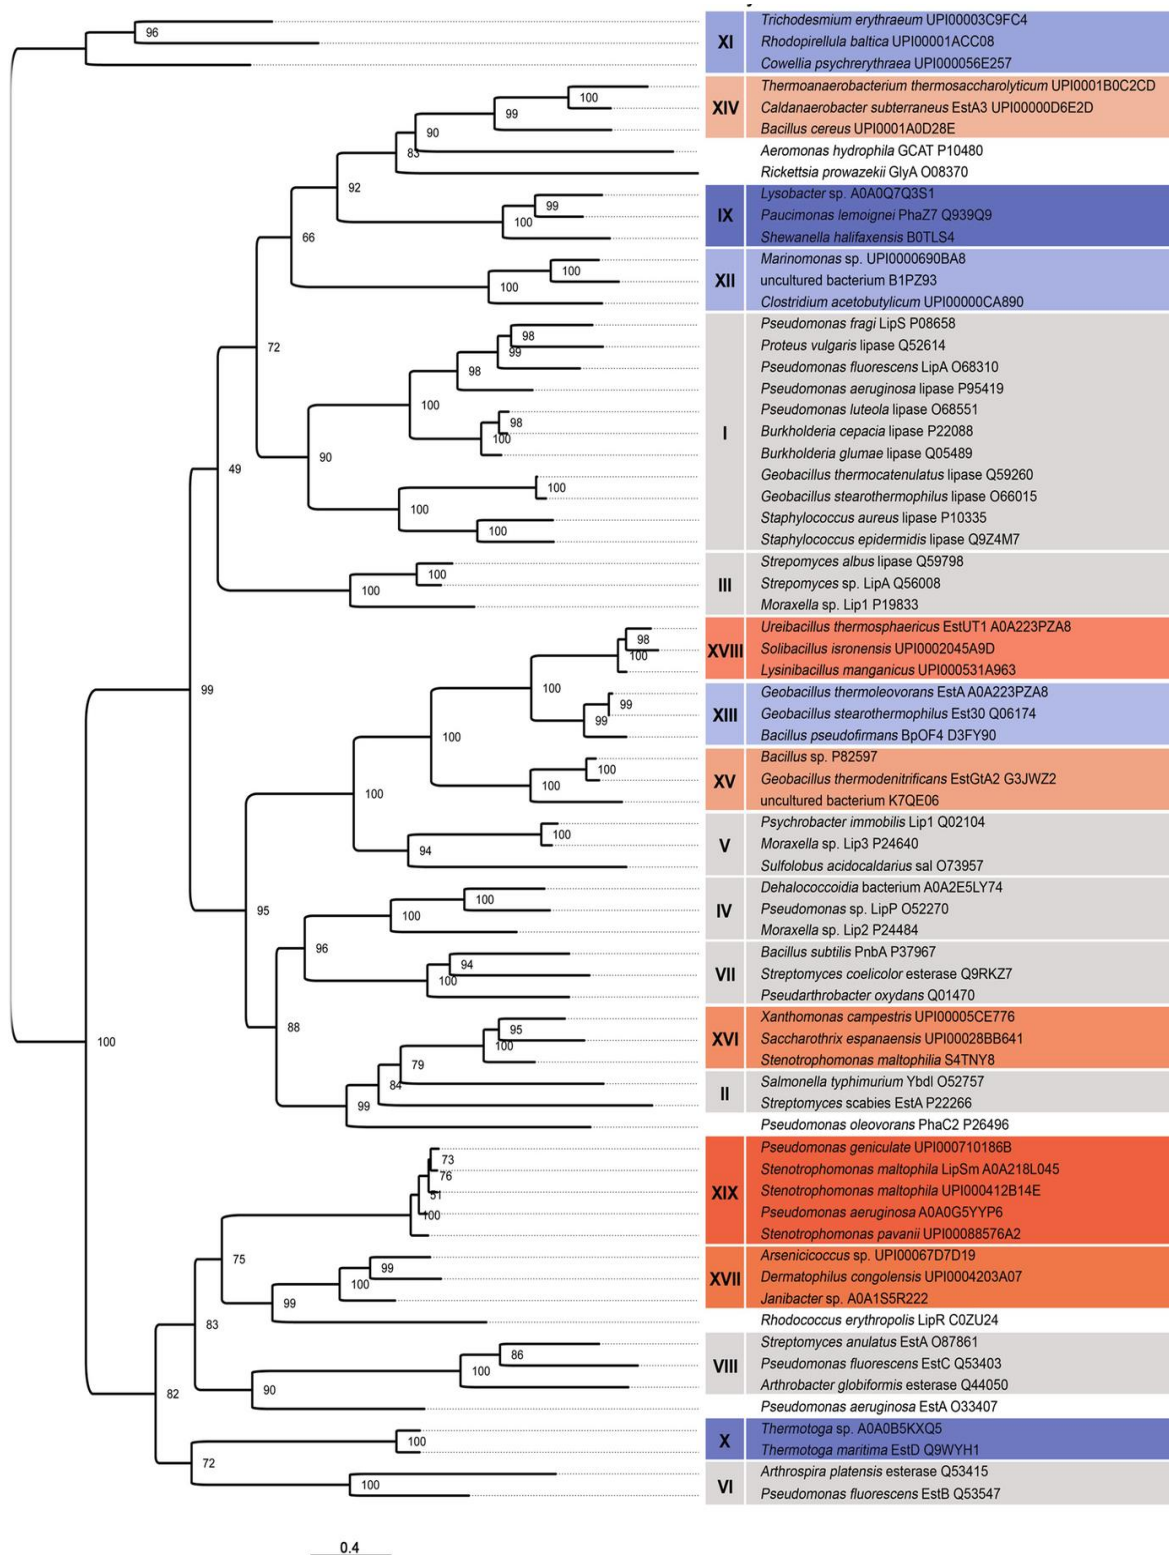 96
XI
Trichodesmium erythraeum UPI00003C9FC4
Rhodopirellula baltica UPI00001ACC08
Cowellia psychrerythraea UPI000056E257
100
99
90
83
XIV
Thermoanaerobacterium thermosaccharolyticum UPI0001B0C2CD
Caldanaerobacter subterraneus EstA3 UPI00000D6E2D
Bacillus cereus UPI0001A0D28E
Aeromonas hydrophila GCAT P10480
Rickettsia prowazekii GlyA O08370
92
99
100
IX
Lysobacter sp. A0A0Q7Q3S1
Paucimonas lemoignei PhaZ7 Q939Q9
Shewanella halifaxensis B0TLS4
66
100
100
XII
Marinomonas sp. UPI0000690BA8
uncultured bacterium B1PZ93
Clostridium acetobutylicum UPI00000CA890
72
98
99
98
100
98
100
90
100
100
100
I
Pseudomonas fragi LipS P08658
Proteus vulgaris lipase Q52614
Pseudomonas fluorescens LipA O68310
Pseudomonas aeruginosa lipase P95419
Pseudomonas luteola lipase O68551
Burkholderia cepacia lipase P22088
Burkholderia glumae lipase Q05489
Geobacillus thermocatenulatus lipase Q59260
Geobacillus stearothermophilus lipase O66015
Staphylococcus aureus lipase P10335
Staphylococcus epidermidis lipase Q9Z4M7
49
100
100
III
Strepomyces albus lipase Q59798
Strepomyces sp. LipA Q56008
Moraxella sp. Lip1 P19833
99
98
100
XVIII
Ureibacillus thermosphaericus EstUT1 A0A223PZA8
Solibacillus isronensis UPI0002045A9D
Lysinibacillus manganicus UPI000531A963
100
99
99
XIII
Geobacillus thermoleovorans EstA A0A223PZA8
Geobacillus stearothermophilus Est30 Q06174
Bacillus pseudofirmans BpOF4 D3FY90
100
100
100
XV
Bacillus sp. P82597
Geobacillus thermodenitrificans EstGtA2 G3JWZ2
uncultured bacterium K7QE06
100
100
94
V
Psychrobacter immobilis Lip1 Q02104
Moraxella sp. Lip3 P24640
Sulfolobus acidocaldarius sal O73957
95
100
100
IV
Dehalococcoidia bacterium A0A2E5LY74
Pseudomonas sp. LipP O52270
Moraxella sp. Lip2 P24484
96
94
100
VII
Bacillus subtilis PnbA P37967
Streptomyces coelicolor esterase Q9RKZ7
Pseudarthrobacter oxydans Q01470
88
95
100
XVI
Xanthomonas campestris UPI00005CE776
Saccharothrix espanaensis UPI00028BB641
Stenotrophomonas maltophilia S4TNY8
79
84
99
II
Salmonella typhimurium Ybdl O52757
Streptomyces scabies EstA P22266
Pseudomonas oleovorans PhaC2 P26496
100
73
76
51
100
XIX
Pseudomonas geniculate UPI000710186B
Stenotrophomonas maltophila LipSm A0A218L045
Stenotrophomonas maltophila UPI000412B14E
Pseudomonas aeruginosa A0A0G5YYP6
Stenotrophomonas pavanii UPI00088576A2
75
99
100
99
XVII
Arsenicicoccus sp. UPI00067D7D19
Dermatophilus congolensis UPI0004203A07
Janibacter sp. A0A1S5R222
Rhodococcus erythropolis LipR C0ZU24
83
86
100
90
VIII
Streptomyces anulatus EstA O87861
Pseudomonas fluorescens EstC Q53403
Arthrobacter globiformis esterase Q44050
Pseudomonas aeruginosa EstA O33407
82
100
72
X
Thermotoga sp. A0A0B5KXQ5
Thermotoga maritima EstD Q9WYH1
100
VI
Arthrospira platensis esterase Q53415
Pseudomonas fluorescens EstB Q53547
0.4